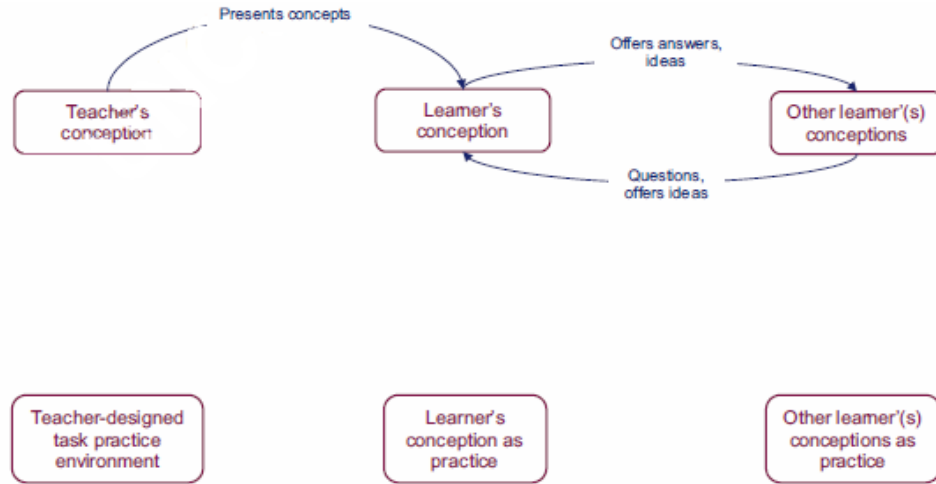 Presents concepts
Offers answers,
ideas
Teacher's
conception
Learner's
conception
Other learner'(s)
conceptions
Questions,
offers ideas
Teacher-designed
task practice
environment
Learner's
conception as
practice
Other learner'(s)
conceptions as
practice